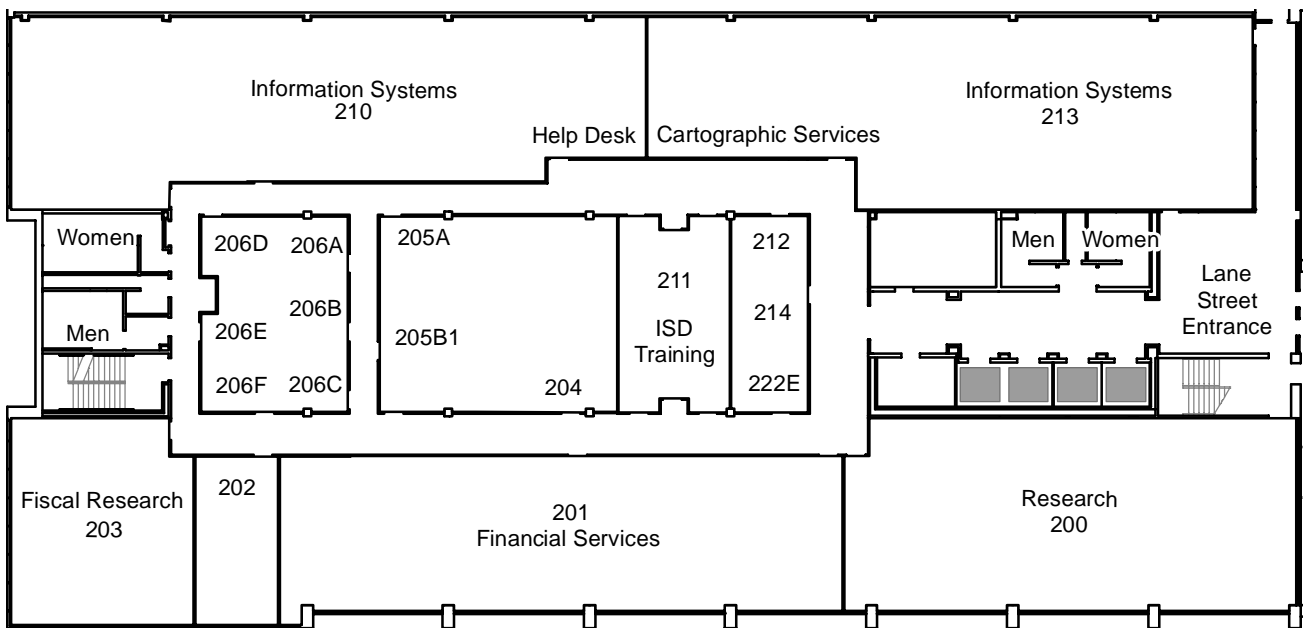 Information Systems
210
Help Desk
Cartographic Services
Information Systems
213
Women
Men
206D
206A
206B
206E
206F
206C
205A
205B1
204
211
ISD
Training
212
214
222E
Men
Women
Lane
Street
Entrance
Fiscal Research
203
202
201
Financial Services
Research
200